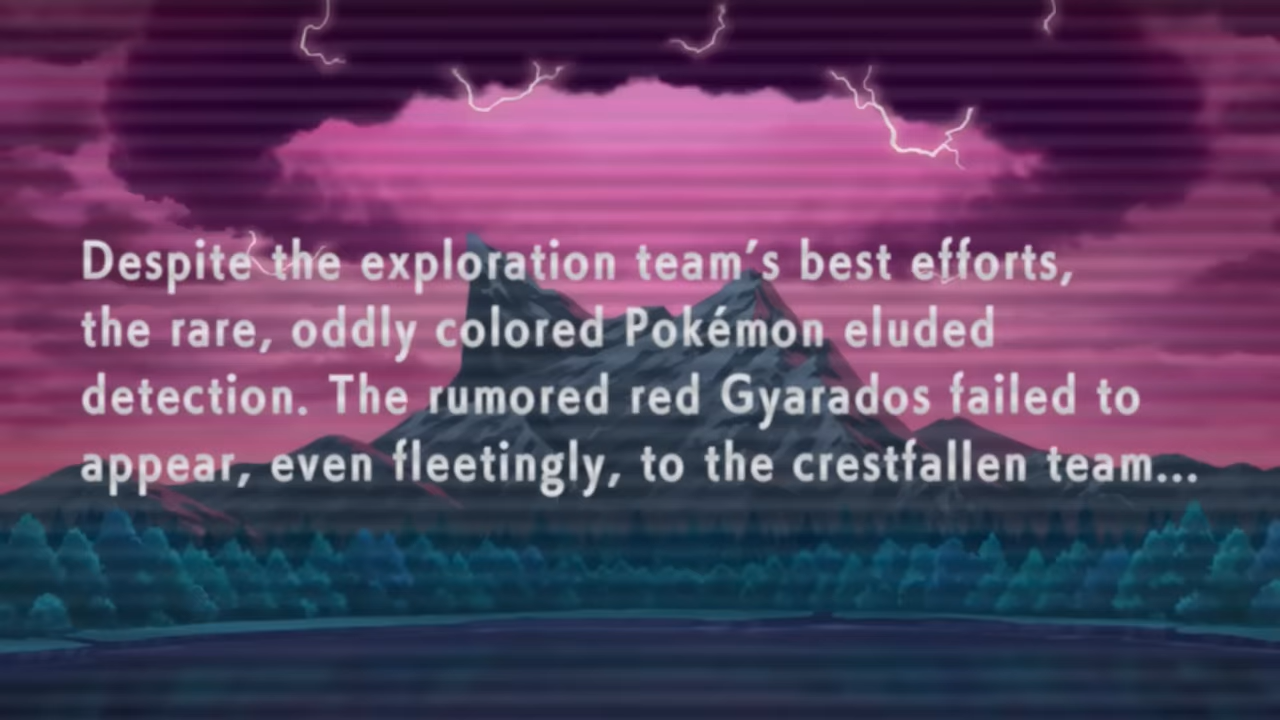 Despite the exploration team’s best efforts,
the rare, oddly colored Pokémon eluded
detection. The rumored red Gyarados failed to
appear, even fleetingly, to the crestfallen team...